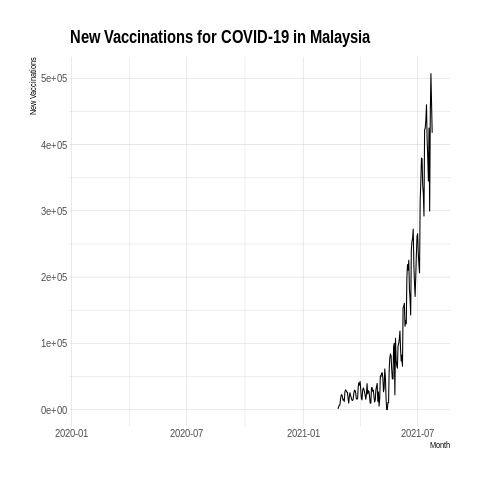 New Vaccinations for COVID-19 in Malaysia
New Vaccinations
5e+05
4e+05
3e+05
2e+05
1e+05
0e+00
2020-01 2020-07 2021-01 2021-07
Month